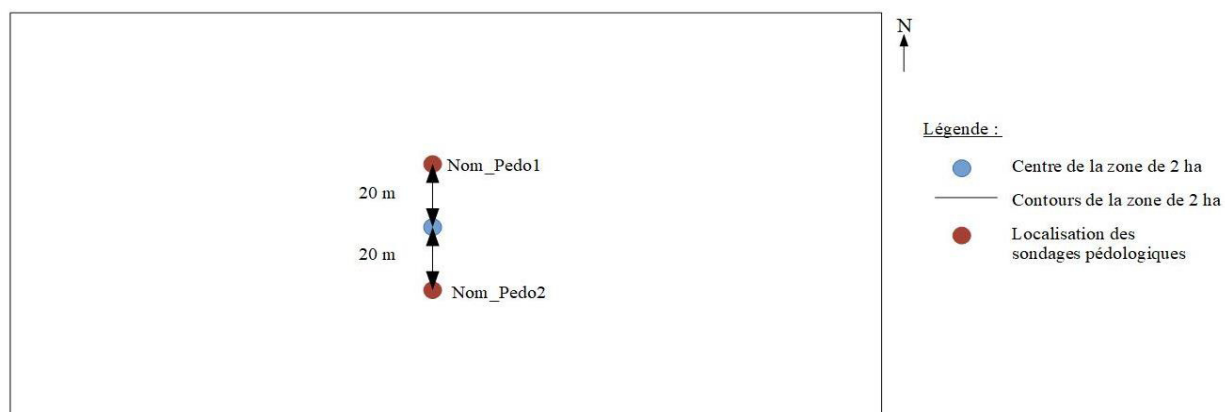 N
Nom_Pedo1
20 m
20 m
Nom_Pedo2
Légende :
Centre de la zone de 2 ha
Contours de la zone de 2 ha
Localisation des
sondages pédologiques